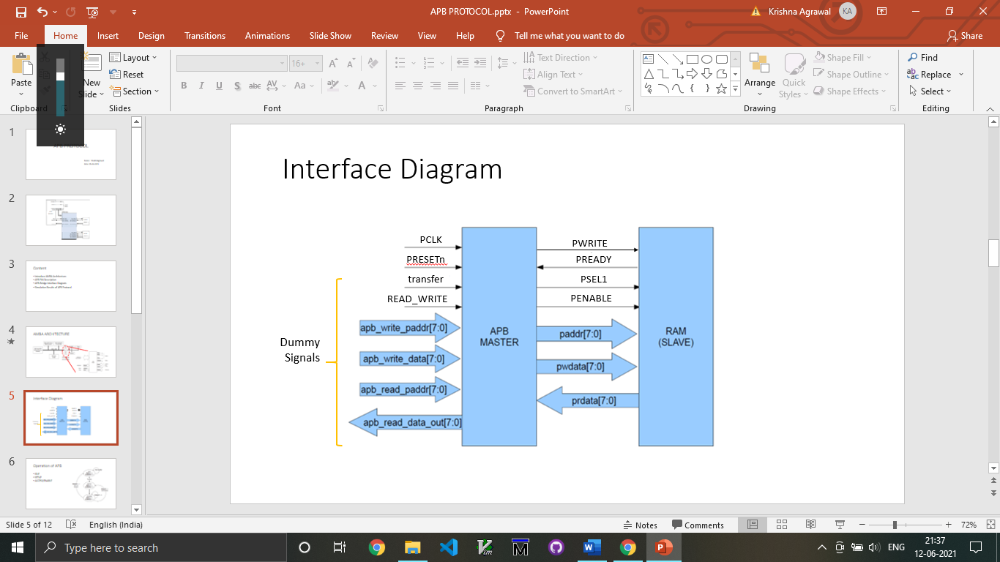 APB PROTOCOL.pptx - PowerPoint
Krishna Agrawal
KA
File
Home
Insert
Design
Transitions
Animations
Slide Show
Review
View
Help
Tell me what you want to do
Share
Paste
New
Slide
Layout
Reset
Section
16+
B
I
U
S
abc
AV
Aa
A
Text Direction
Align Text
Convert to SmartArt
Arrange
Quick
Styles
Shape Fill
Shape Outline
Shape Effects
Find
Replace
Select
Clipboard
Slides
Font
Paragraph
Drawing
Editing
1
2
3
Content
4
AMBA ARCHITECTURE
5
Interface Diagram
6
Operation of APB
Interface Diagram
PCLK
PRESETn
transfer
READ_WRITE
apb_write_paddr[7:0]
apb_write_data[7:0]
apb_read_paddr[7:0]
apb_read_data_out[7:0]
Dummy
Signals
APB
MASTER
PWRITE
PREADY
PSEL1
PENABLE
paddr[7:0]
pwdata[7:0]
prdata[7:0]
RAM
(SLAVE)
Slide 5 of 12
English (India)
Notes
Comments
72%
Type here to search
ENG
21:37
12-06-2021